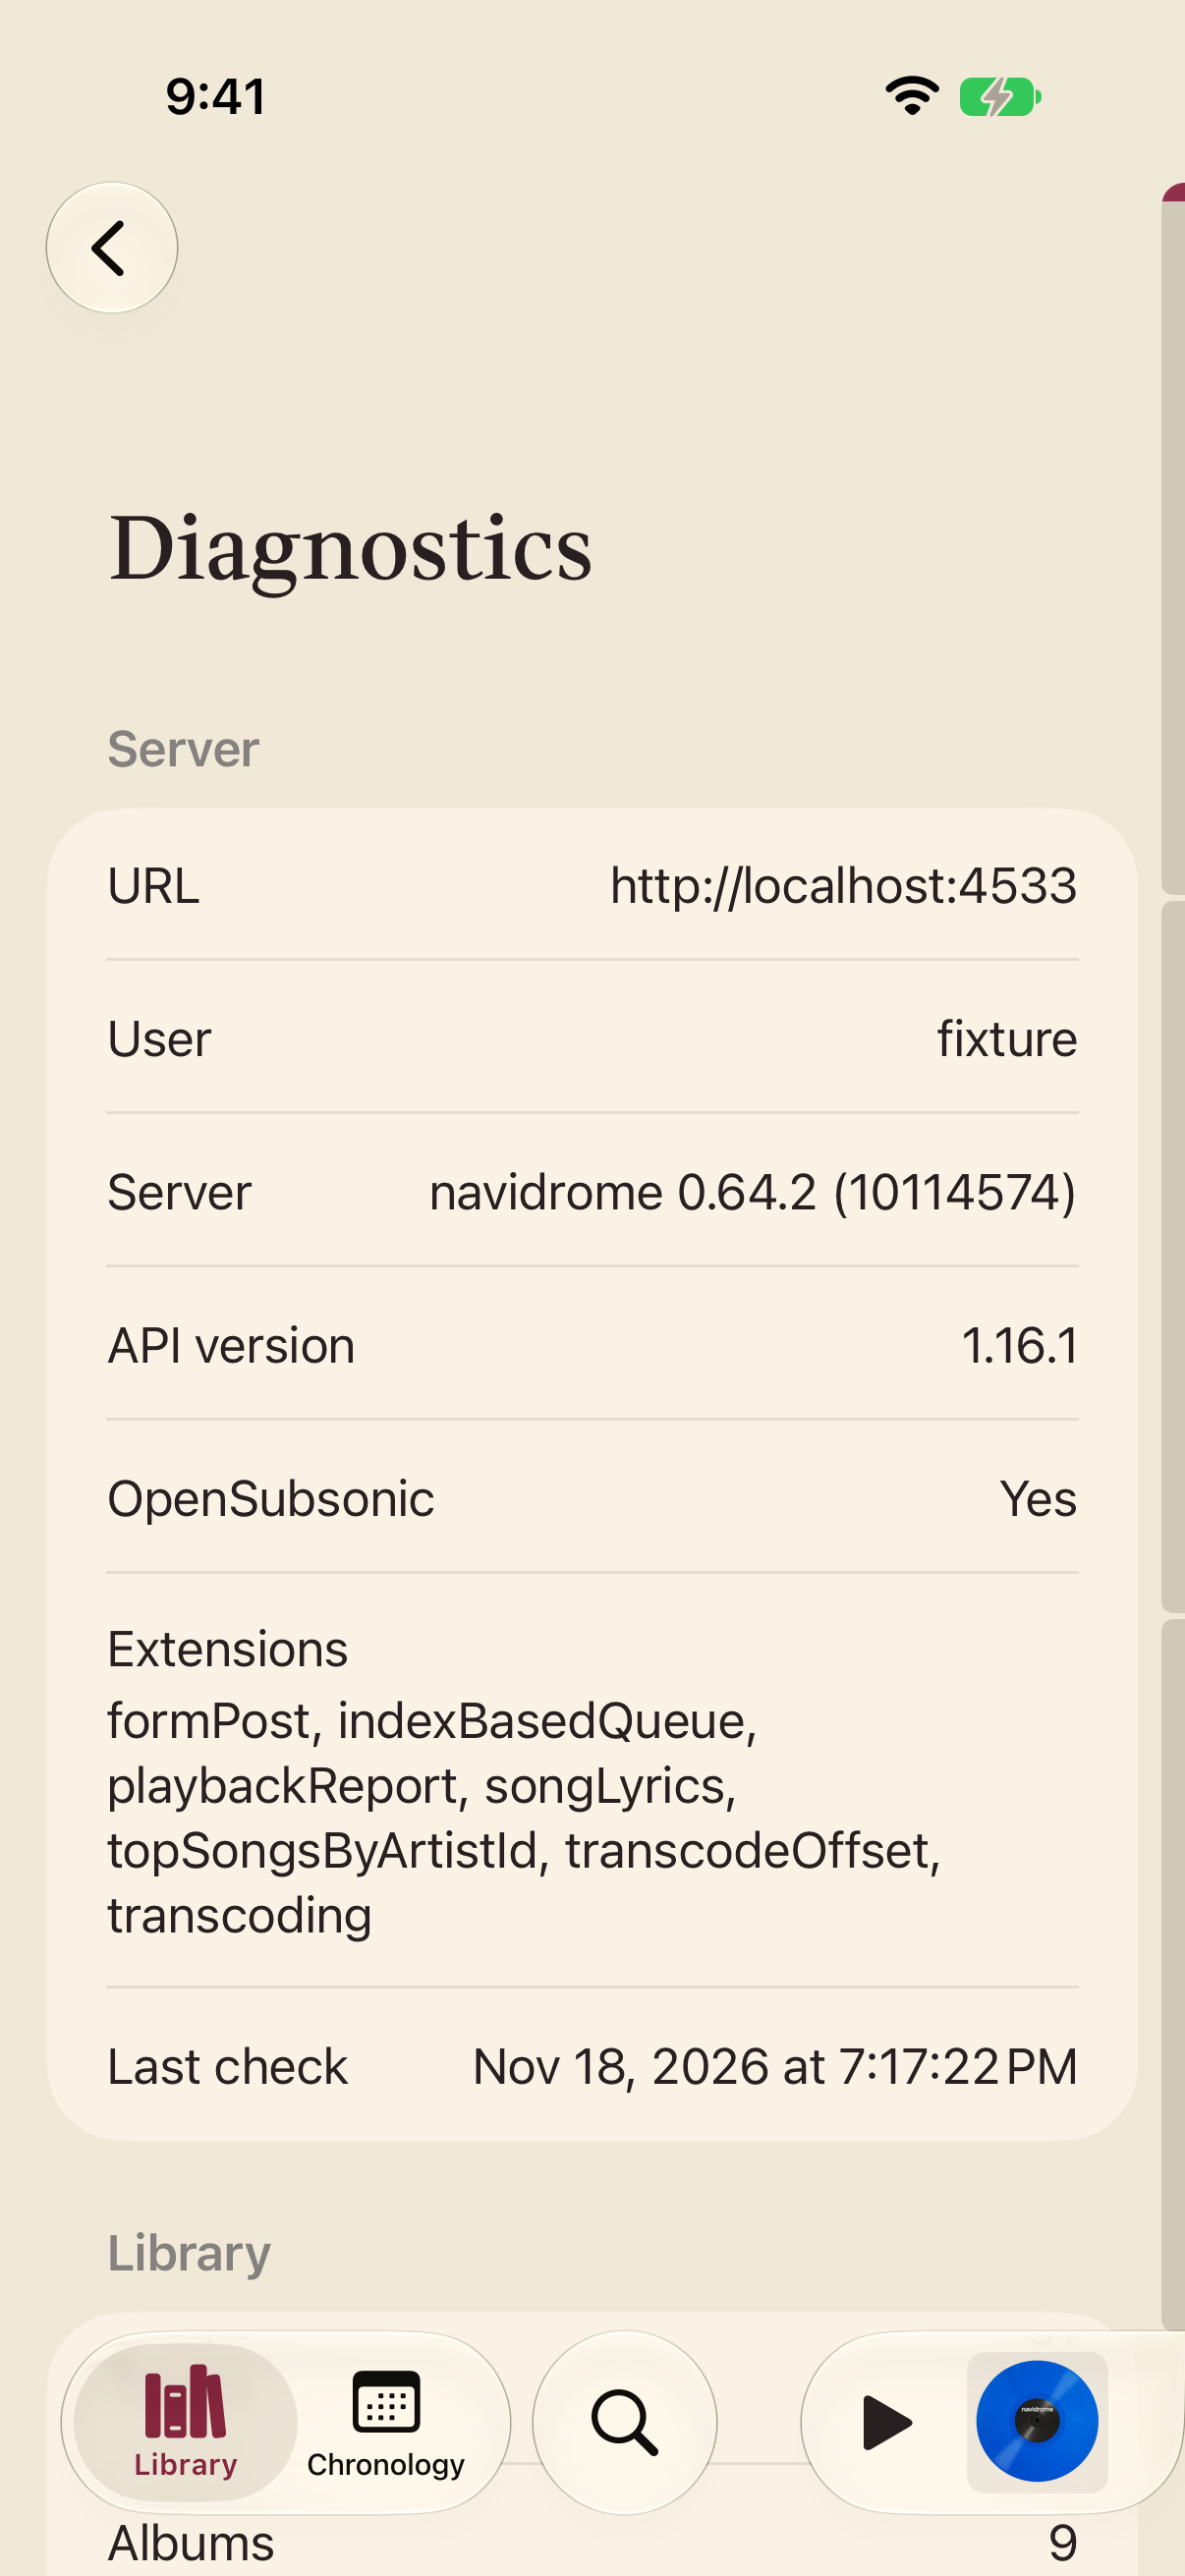 9:41
Diagnostics
Server
URL http://localhost:4533
User fixture
Server navidrome 0.64.2 (10114574)
API version 1.16.1
OpenSubsonic Yes
Extensions
formPost, indexBasedQueue,
playbackReport, songLyrics,
topSongsByArtistId, transcodeOffset,
transcoding
Last check Nov 18, 2026 at 7:17:22 PM
Library
Library Chronology
navidrome
Albums 9